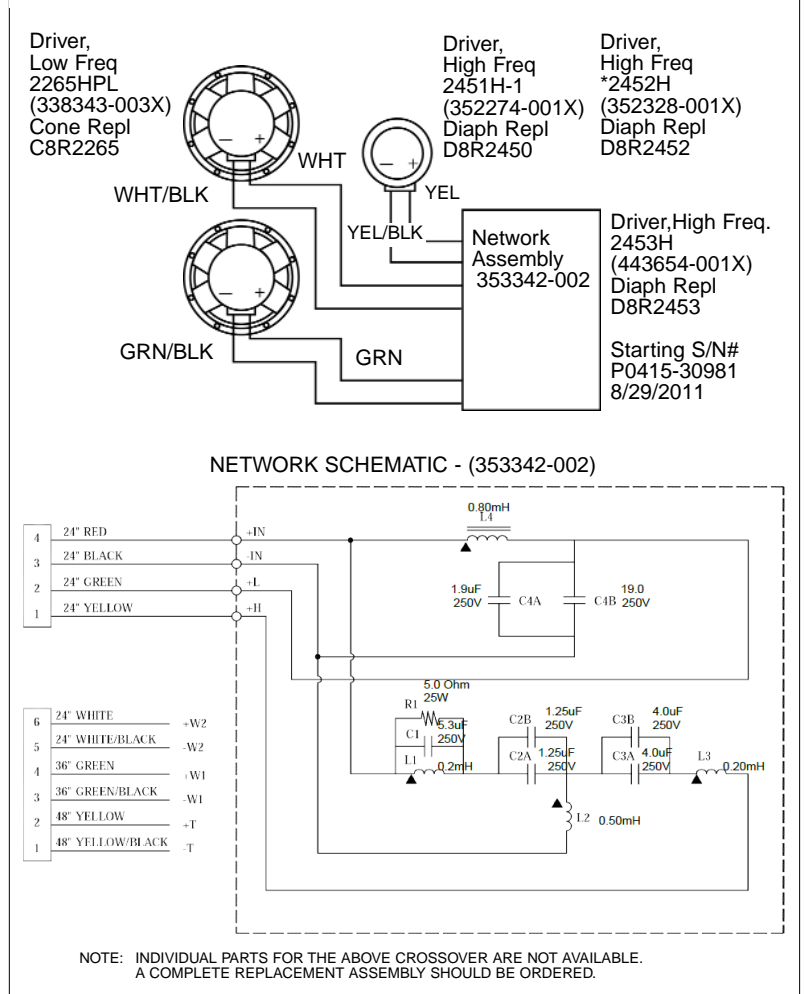 Driver,
Low Freq
2265HPL
(338343-003X)
Cone Repl
C8R2265
Driver,
High Freq
2451H-1
(352274-001X)
Diaph Repl
D8R2450
Driver,
High Freq
*2452H
(352328-001X)
Diaph Repl
D8R2452
− +
WHT
WHT/BLK
− +
YEL
YEL/BLK
Network
Assembly
353342-002
Driver,High Freq.
2453H
(443654-001X)
Diaph Repl
D8R2453
Starting S/N#
P0415-30981
8/29/2011
− +
GRN/BLK
GRN
NETWORK SCHEMATIC - (353342-002)
4 24" RED +IN
3 24" BLACK -IN
2 24" GREEN +L
1 24" YELLOW +H
0.80mH
L4
1.9uF
250V
C4A
C4B
19.0
250V
5.0 Ohm
25W
R1
5.3uF
250V
C1
L1
0.2mH
1.25uF
250V
C2B
1.25uF
250V
C2A
4.0uF
250V
C3B
4.0uF
250V
C3A
L3
0.20mH
L2
0.50mH
6 24" WHITE +W2
5 24" WHITE/BLACK -W2
4 36" GREEN +W1
3 36" GREEN/BLACK -W1
2 48" YELLOW +T
1 48" YELLOW/BLACK -T
NOTE: INDIVIDUAL PARTS FOR THE ABOVE CROSSOVER ARE NOT AVAILABLE.
A COMPLETE REPLACEMENT ASSEMBLY SHOULD BE ORDERED.